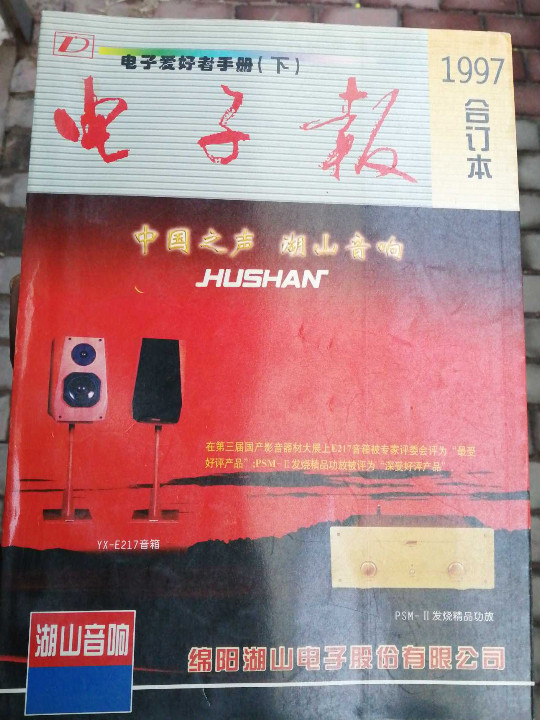 D
电子爱好者手册(下)
1997
合订本
电子报
中国之声 湖山音响
HUSHAN
在第三届国产影音器材大展上E217音箱被专家评委会评为“最受
好评产品”;PSM-Ⅱ发烧精品功放被评为“深受好评产品”
YX-E217音箱
PSM-Ⅱ发烧精品功放
湖山音响
绵阳湖山电子股份有限公司